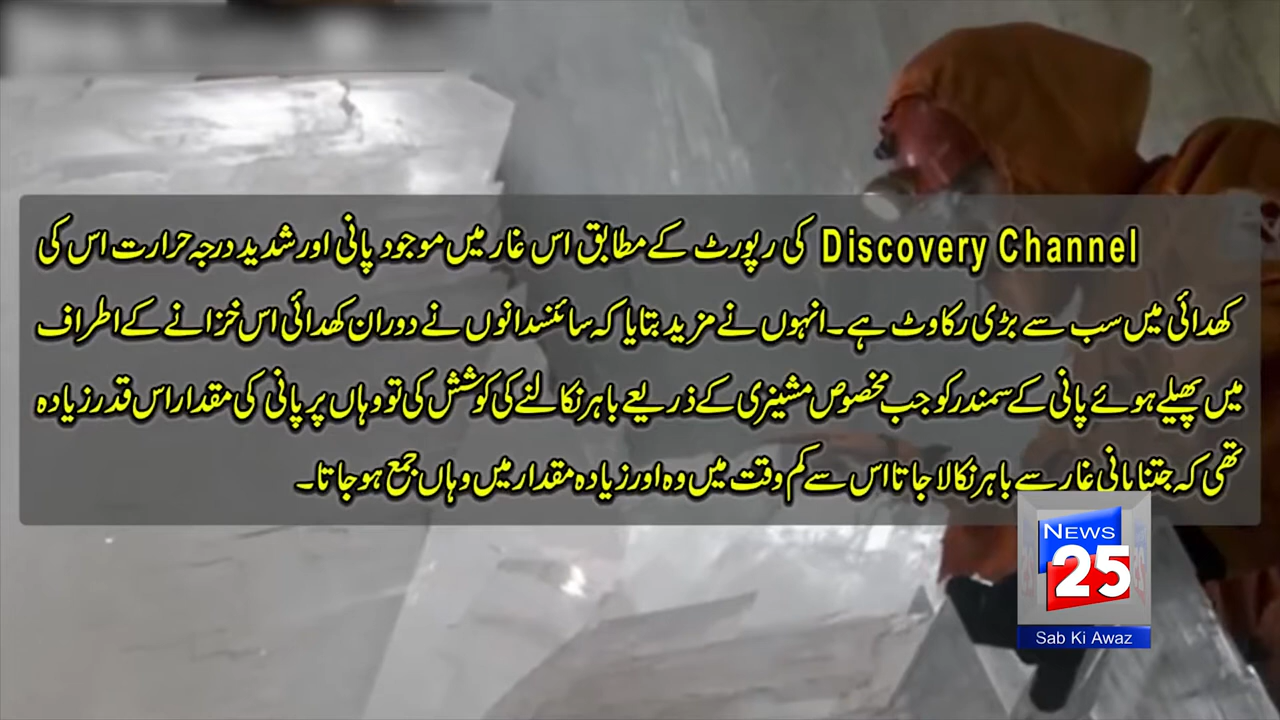 Discovery Channel کی رپورٹ کے مطابق اس غار میں موجود پانی اور شدید درجہ حرارت اس کی
کھدائی میں سب سے بڑی رکاوٹ ہے۔ انہوں نے مزید بتایا کہ سائنسدانوں نے دوران کھدائی اس خزانے کے اطراف
میں پھیلے ہوئے پانی کے سمندر کو جب مخصوص مشینری کے ذریعے باہر نکالنے کی کوشش کی تو وہاں پر پانی کی مقدار اس قدر زیادہ
تھی کہ جتنا پانی غار سے باہر نکالا جاتا اس سے کم وقت میں وہ اور زیادہ مقدار میں وہاں جمع ہو جاتا۔
NEWS
25
Sab Ki Awaz